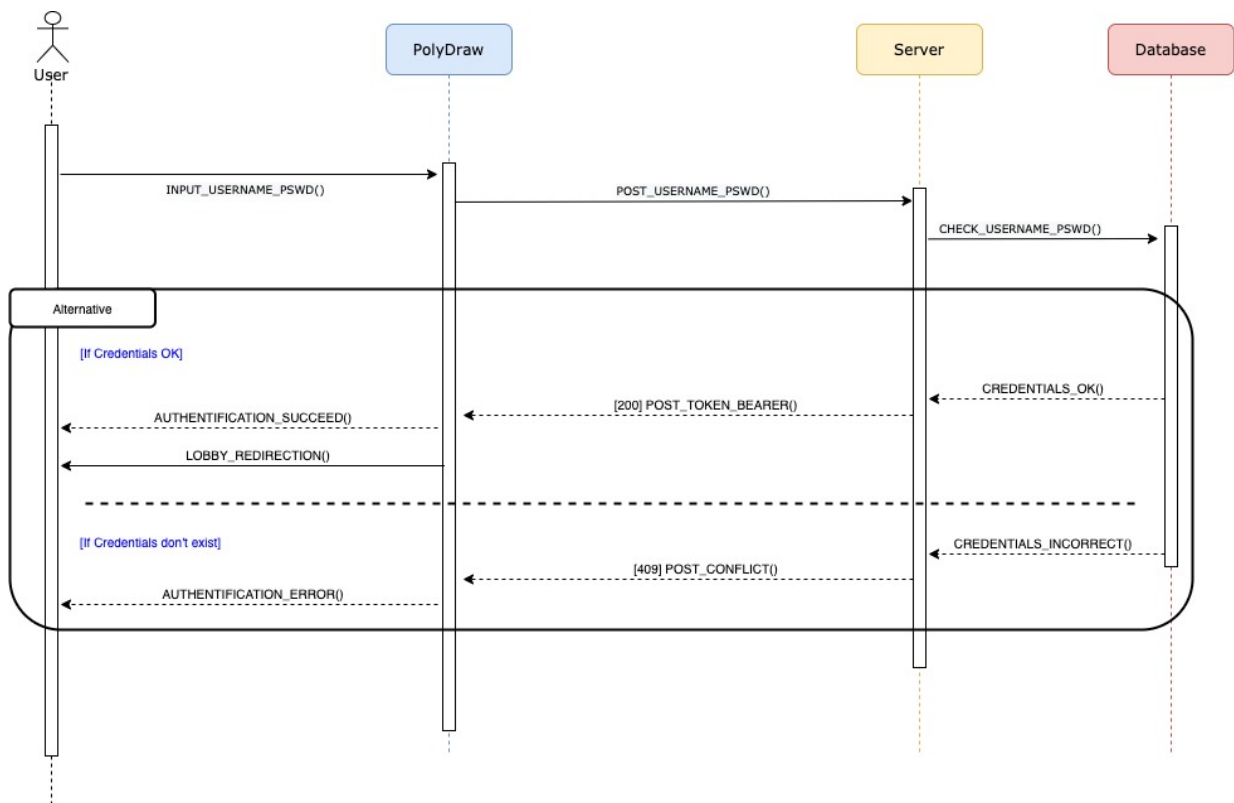 User
PolyDraw
Server
Database
INPUT_USERNAME_PSWD()
POST_USERNAME_PSWD()
CHECK_USERNAME_PSWD()
Alternative
[If Credentials OK]
CREDENTIALS_OK()
[200] POST_TOKEN_BEARER()
AUTHENTIFICATION_SUCCEED()
LOBBY_REDIRECTION()
[If Credentials don't exist]
CREDENTIALS_INCORRECT()
[409] POST_CONFLICT()
AUTHENTIFICATION_ERROR()